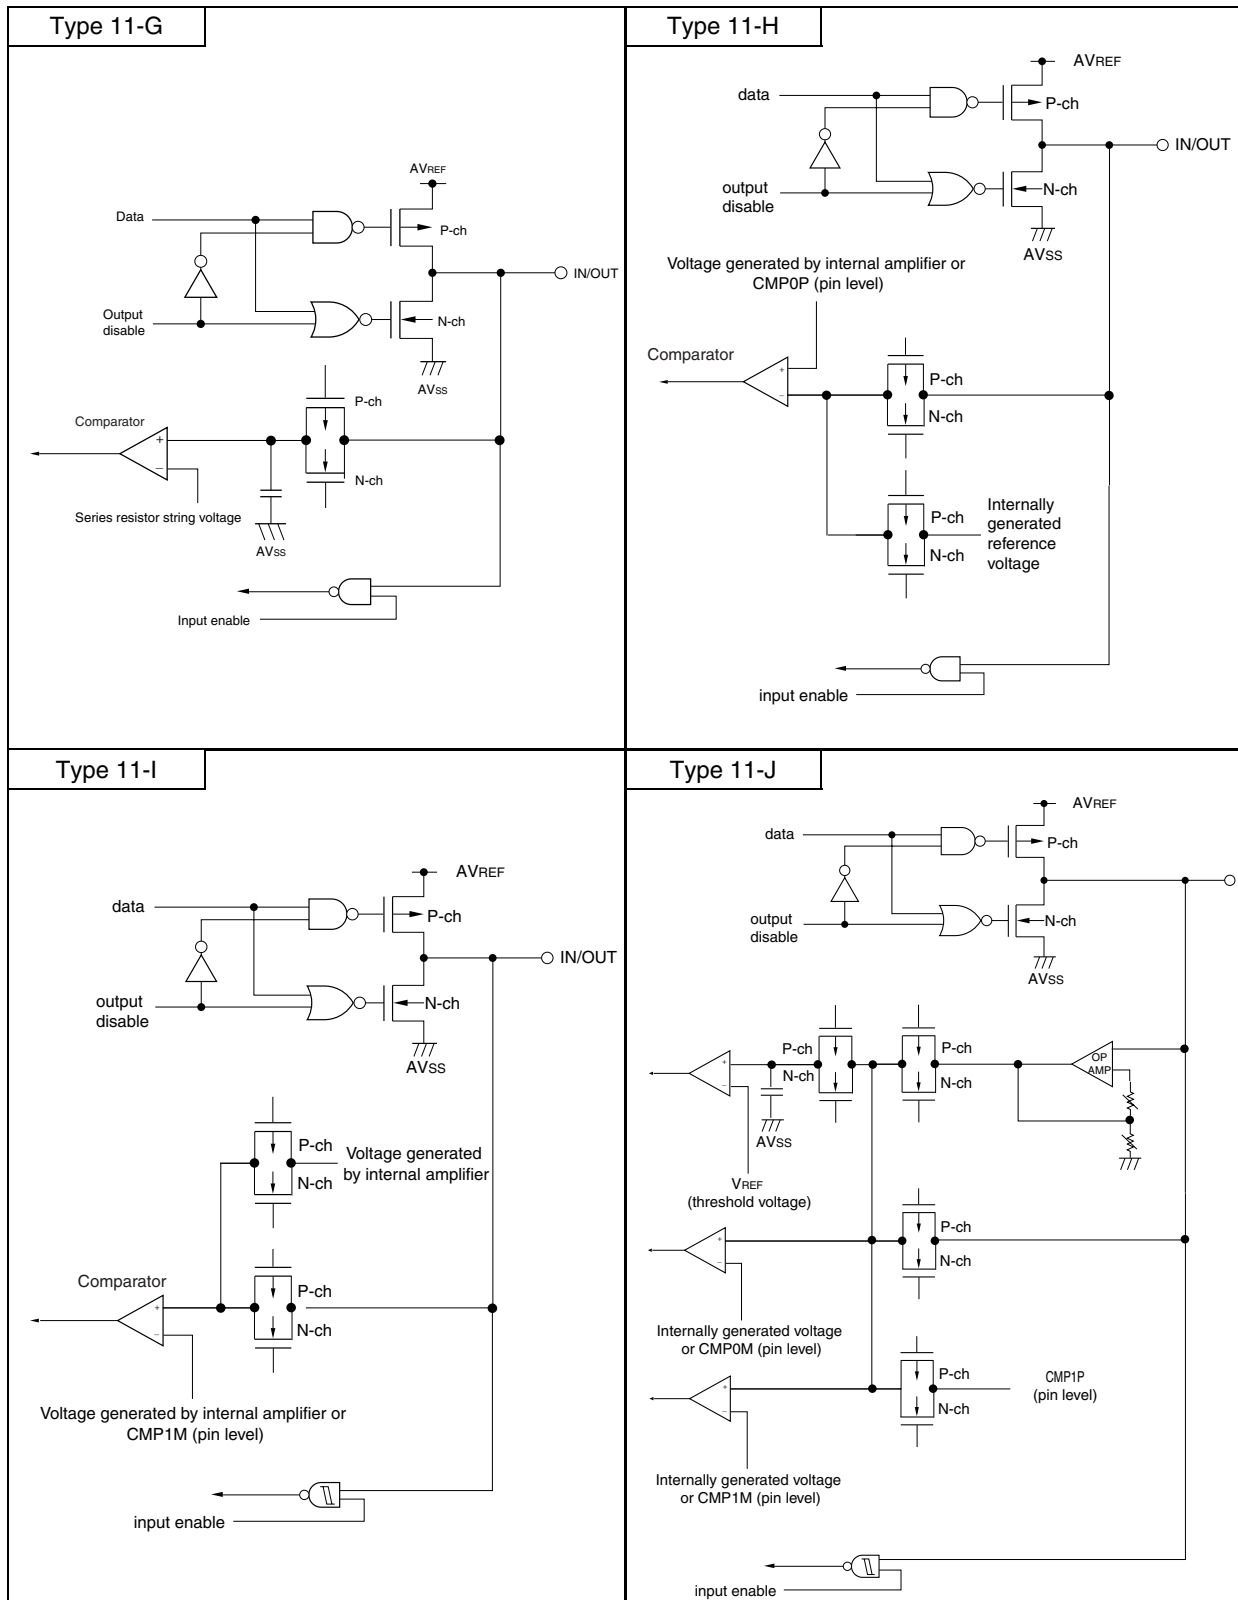 Type 11-G
AVREF
Data
P-ch
IN/OUT
Output
disable
N-ch
AVSS
P-ch
Comparator
+
–
N-ch
Series resistor string voltage
AVSS
Input enable
Type 11-H
AVREF
data
P-ch
IN/OUT
output
disable
N-ch
AVSS
Voltage generated by internal amplifier or
CMP0P (pin level)
Comparator
+
–
P-ch
N-ch
P-ch
N-ch
Internally
generated
reference
voltage
input enable
Type 11-I
AVREF
data
P-ch
IN/OUT
output
disable
N-ch
AVSS
P-ch
N-ch
Voltage generated
by internal amplifier
Comparator
+
–
P-ch
N-ch
Voltage generated by internal amplifier or
CMP1M (pin level)
input enable
Type 11-J
AVREF
data
P-ch
output
disable
N-ch
AVSS
+
–
P-ch
N-ch
P-ch
N-ch
OP
AMP
AVSS
VREF
(threshold voltage)
+
–
P-ch
N-ch
Internally generated voltage
or CMP0M (pin level)
+
–
P-ch
N-ch
CMP1P
(pin level)
Internally generated voltage
or CMP1M (pin level)
input enable